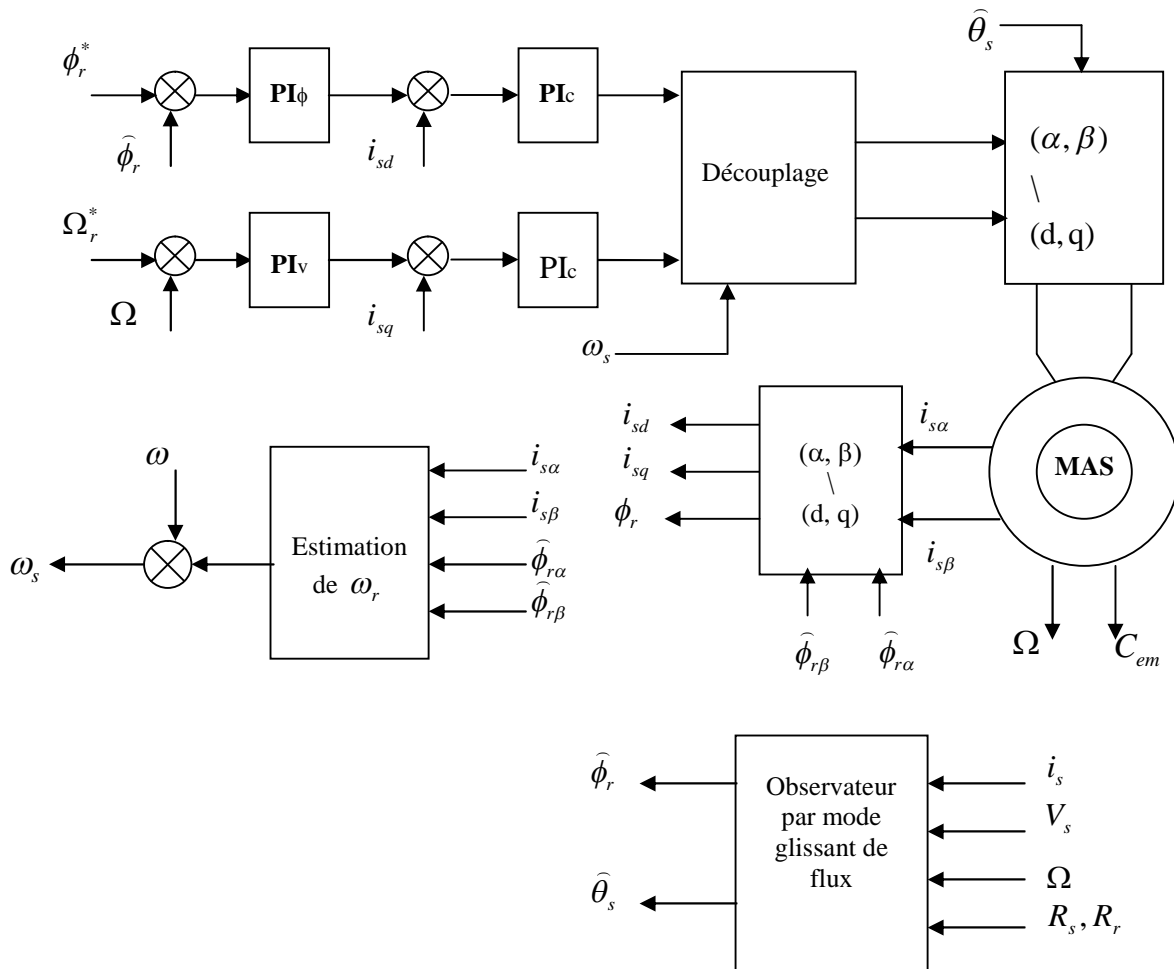 ϕ_r^*
PIϕ
PIc
ϕ̂_r
i_sd
Ω_r^*
PIv
PIc
Ω
i_sq
Découplage
ω_s
θ̂_s
(α, β)
\
(d, q)
MAS
i_sα
i_sβ
Ω
C_em
(α, β)
\
(d, q)
i_sd
i_sq
ϕ_r
ϕ̂_rβ
ϕ̂_rα
ω
ω_s
Estimation
de ω_r
i_sα
i_sβ
ϕ̂_rα
ϕ̂_rβ
ϕ̂_r
θ̂_s
Observateur
par mode
glissant de
flux
i_s
V_s
Ω
R_s, R_r